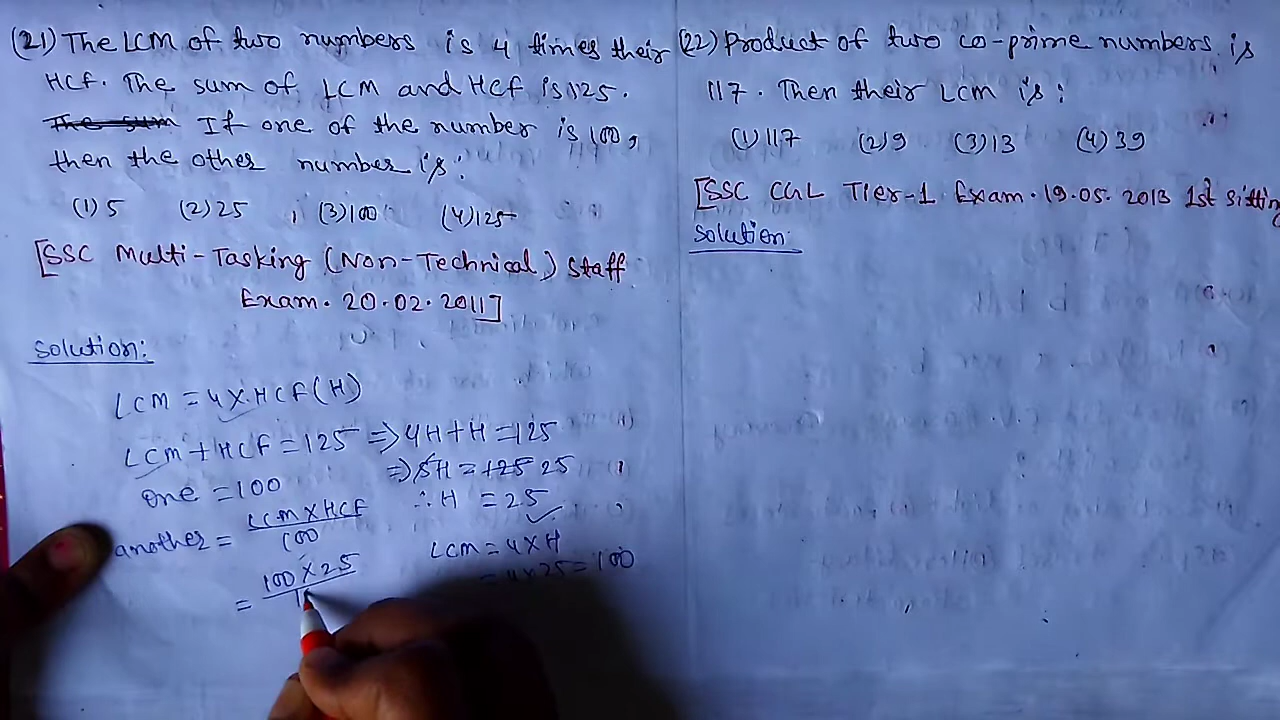 (21) The LCM of two numbers is 4 times their
HCF. The sum of LCM and HCF is 125.
The sum If one of the number is 100,
then the other number is:
(1) 5 (2) 25 (3) 100 (4) 125
[SSC Multi-Tasking (Non-Technical) Staff
Exam. 20.02.2011]
Solution:
LCM = 4 X HCF (H)
LCM + HCF = 125 => 4H + H = 125
=> 5H = 125 25
one = 100
∴ H = 25
another = LCM X HCF
100
LCM = 4 X H
= 4 x 25 = 100
= 100 X 25
(22) Product of two co-prime numbers is
117. Then their LCM is:
(1) 117 (2) 9 (3) 13 (4) 39
[SSC CGL Tier-1 Exam. 19.05. 2013 1st Sitting
Solution: